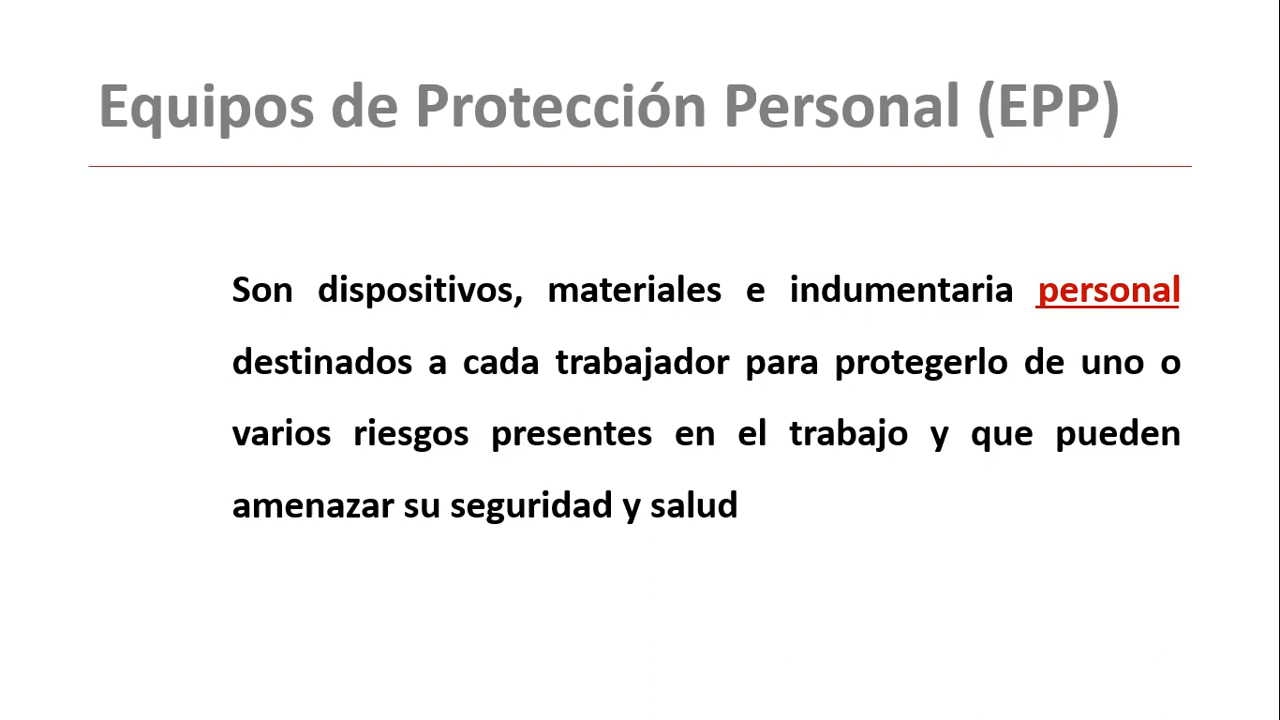 Equipos de Protección Personal (EPP)
Son dispositivos, materiales e indumentaria personal
destinados a cada trabajador para protegerlo de uno o
varios riesgos presentes en el trabajo y que pueden
amenazar su seguridad y salud